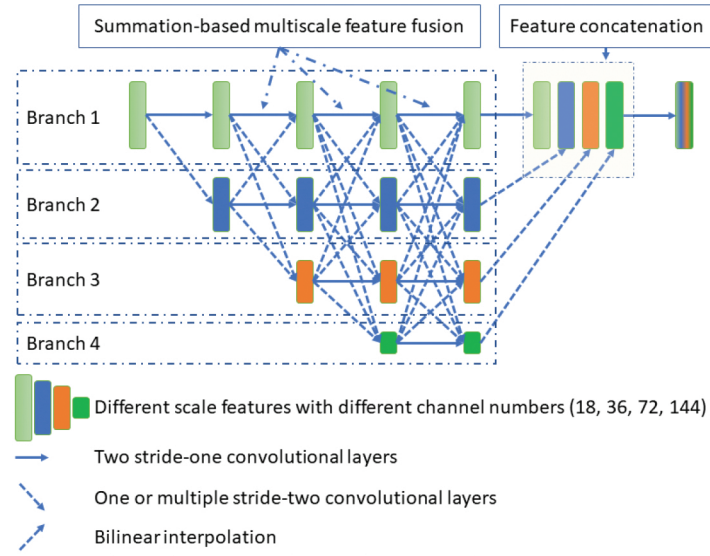 Summation-based multiscale feature fusion
Feature concatenation
Branch 1
Branch 2
Branch 3
Branch 4
Different scale features with different channel numbers (18, 36, 72, 144)
Two stride-one convolutional layers
One or multiple stride-two convolutional layers
Bilinear interpolation